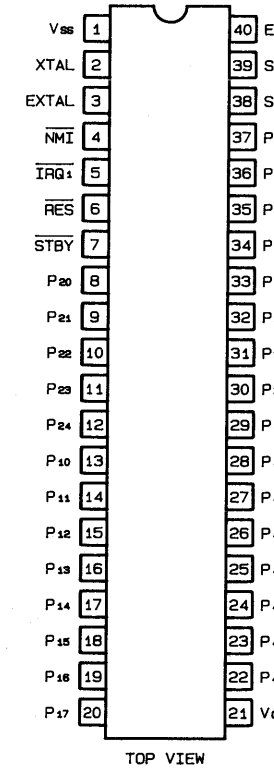 Vss 1 40 E
XTAL 2 39 S
EXTAL 3 38 S
NMI 4 37 P
IRQ1 5 36 P
RES 6 35 P
STBY 7 34 P
P20 8 33 P
P21 9 32 P
P22 10 31 P
P23 11 30 P
P24 12 29 P
P10 13 28 P
P11 14 27 P
P12 15 26 P
P13 16 25 P
P14 17 24 P
P15 18 23 P
P16 19 22 P
P17 20 21 V
TOP VIEW